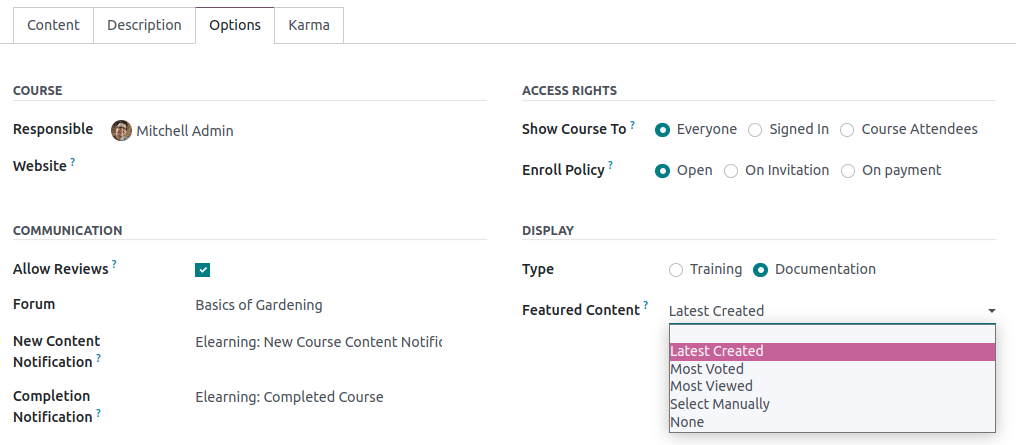 Content Description Options Karma
COURSE
Responsible Mitchell Admin
Website ?
ACCESS RIGHTS
Show Course To ? Everyone Signed In Course Attendees
Enroll Policy ? Open On Invitation On payment
COMMUNICATION
Allow Reviews ?
Forum Basics of Gardening
New Content Elearning: New Course Content Notific
Notification ?
Completion Elearning: Completed Course
Notification ?
DISPLAY
Type Training Documentation
Featured Content ? Latest Created
Latest Created
Most Voted
Most Viewed
Select Manually
None